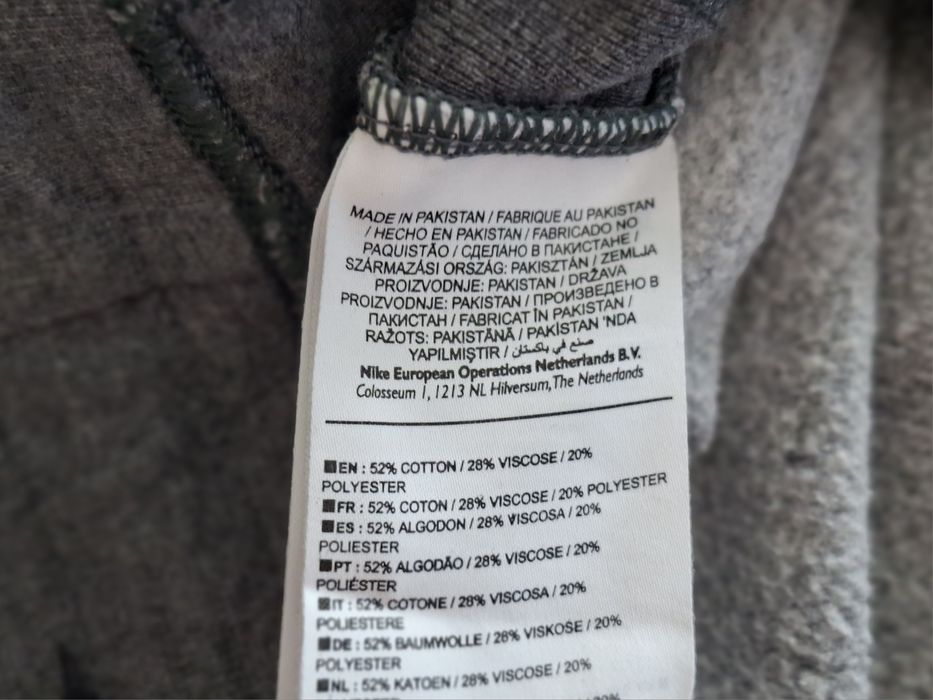 MADE IN PAKISTAN / FABRIQUE AU PAKISTAN
/ HECHO EN PAKISTAN / FABRICADO NO
PAQUISTÃO / СДЕЛАНО В ПАКИСТАНЕ /
SZÁRMAZÁSI ORSZÁG: PAKISZTÁN / ZEMLJA
PROIZVODNJE: PAKISTAN / DRŽAVA
PROIZVODNJE: PAKISTAN / ПРОИЗВЕДЕНО В
ПАКИСТАН / FABRICAT ÎN PAKISTAN /
RAŽOTS: PAKISTĀNĀ / PAKİSTAN 'NDA
YAPILMIŞTIR / صنع في باكستان
Nike European Operations Netherlands B.V.
Colosseum 1, 1213 NL Hilversum, The Netherlands
EN : 52% COTTON / 28% VISCOSE / 20%
POLYESTER
FR : 52% COTON / 28% VISCOSE / 20% POLYESTER
ES : 52% ALGODON / 28% VISCOSA / 20%
POLIESTER
PT : 52% ALGODÃO / 28% VISCOSE / 20%
POLIÉSTER
IT : 52% COTONE / 28% VISCOSA / 20%
POLIESTERE
DE : 52% BAUMWOLLE / 28% VISKOSE / 20%
POLYESTER
NL : 52% KATOEN / 28% VISCOSE / 20%